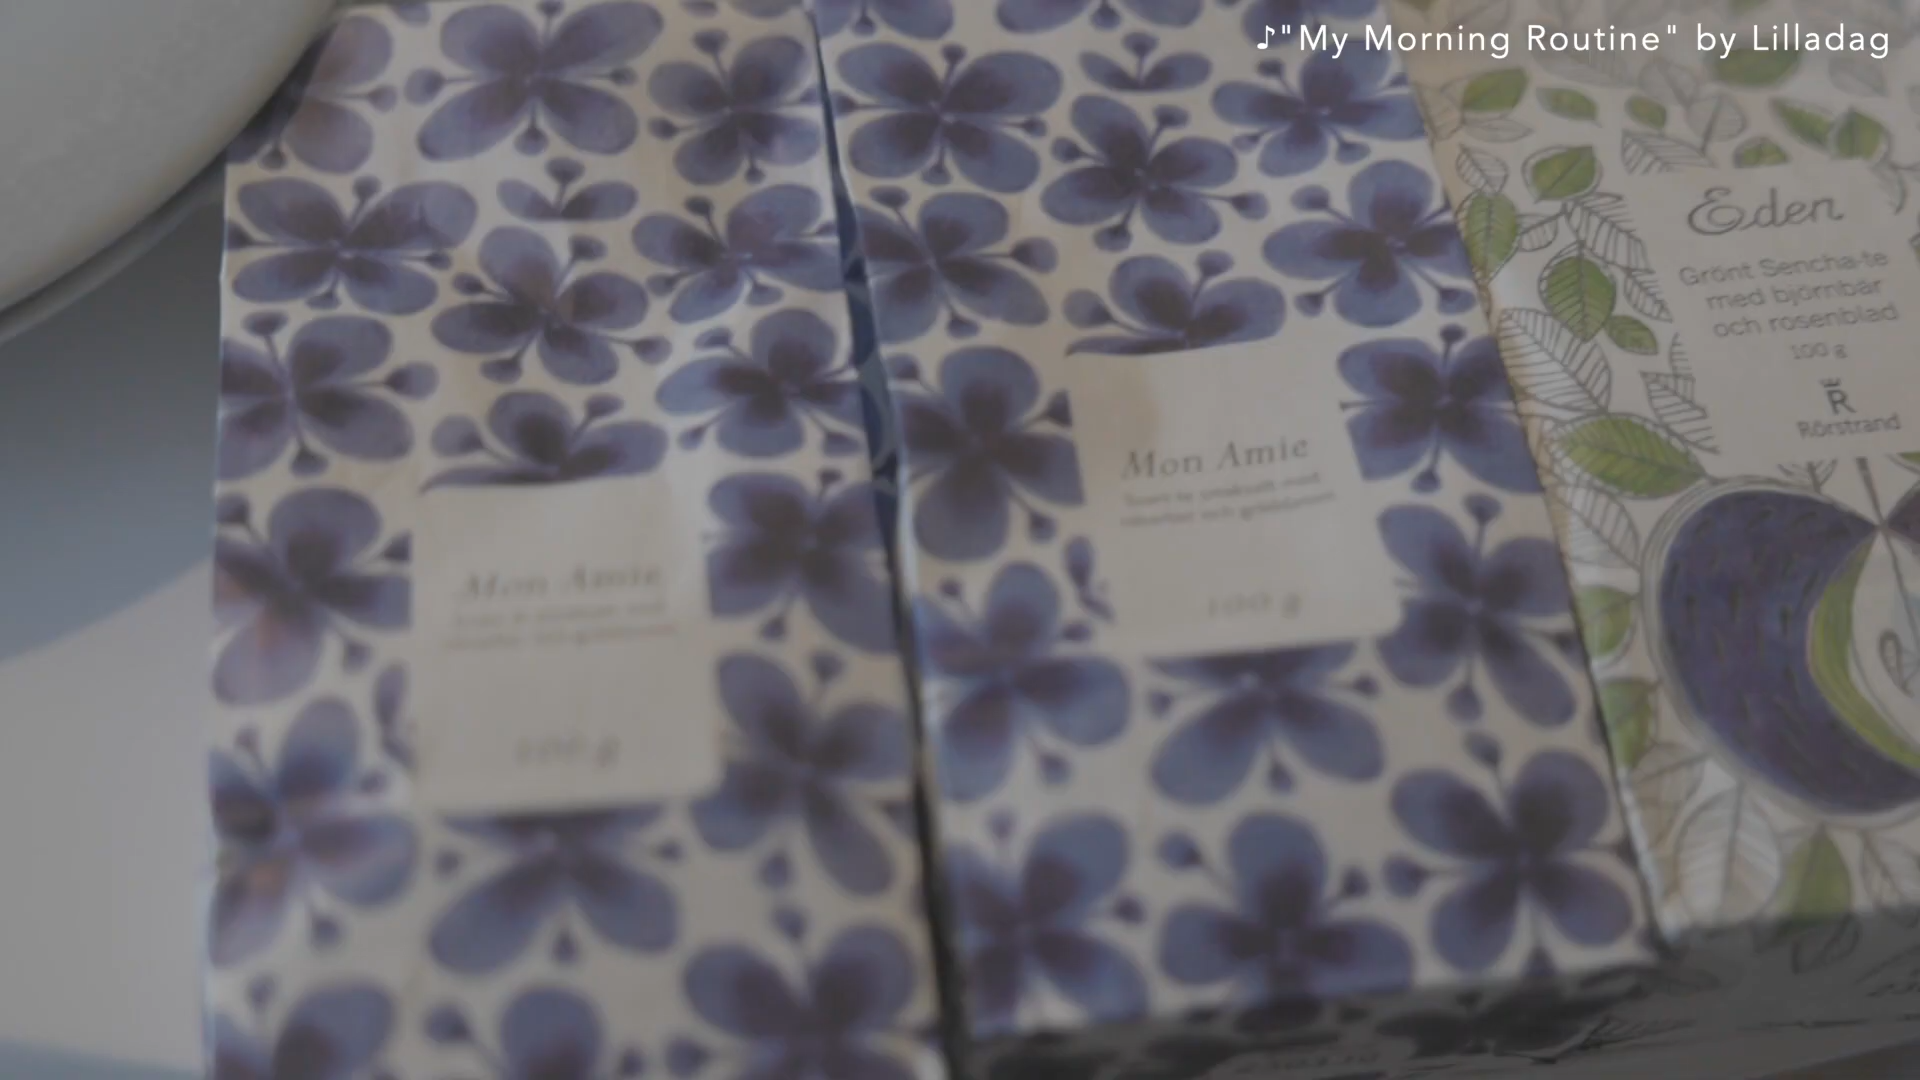 ♪"My Morning Routine" by Lilladag
Eden
Grönt Sencha-te
med björnbär
och rosenblad
100 g
R
Rörstrand
Mon Amie
100 g
Mon Amie
100 g